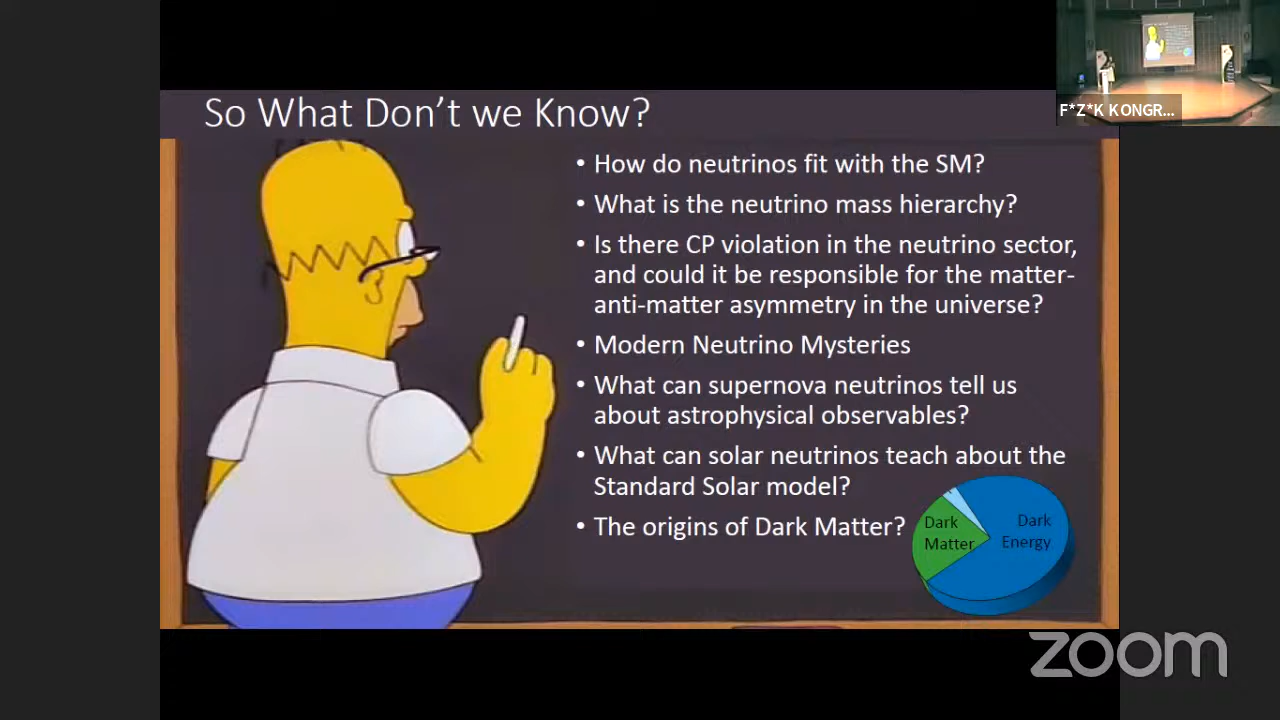 So What Don't we Know?
• How do neutrinos fit with the SM?
• What is the neutrino mass hierarchy?
• Is there CP violation in the neutrino sector,
and could it be responsible for the matter-
anti-matter asymmetry in the universe?
• Modern Neutrino Mysteries
• What can supernova neutrinos tell us
about astrophysical observables?
• What can solar neutrinos teach about the
Standard Solar model?
• The origins of Dark Matter?
Dark
Matter
Dark
Energy
F*Z*K KONGR...
zoom